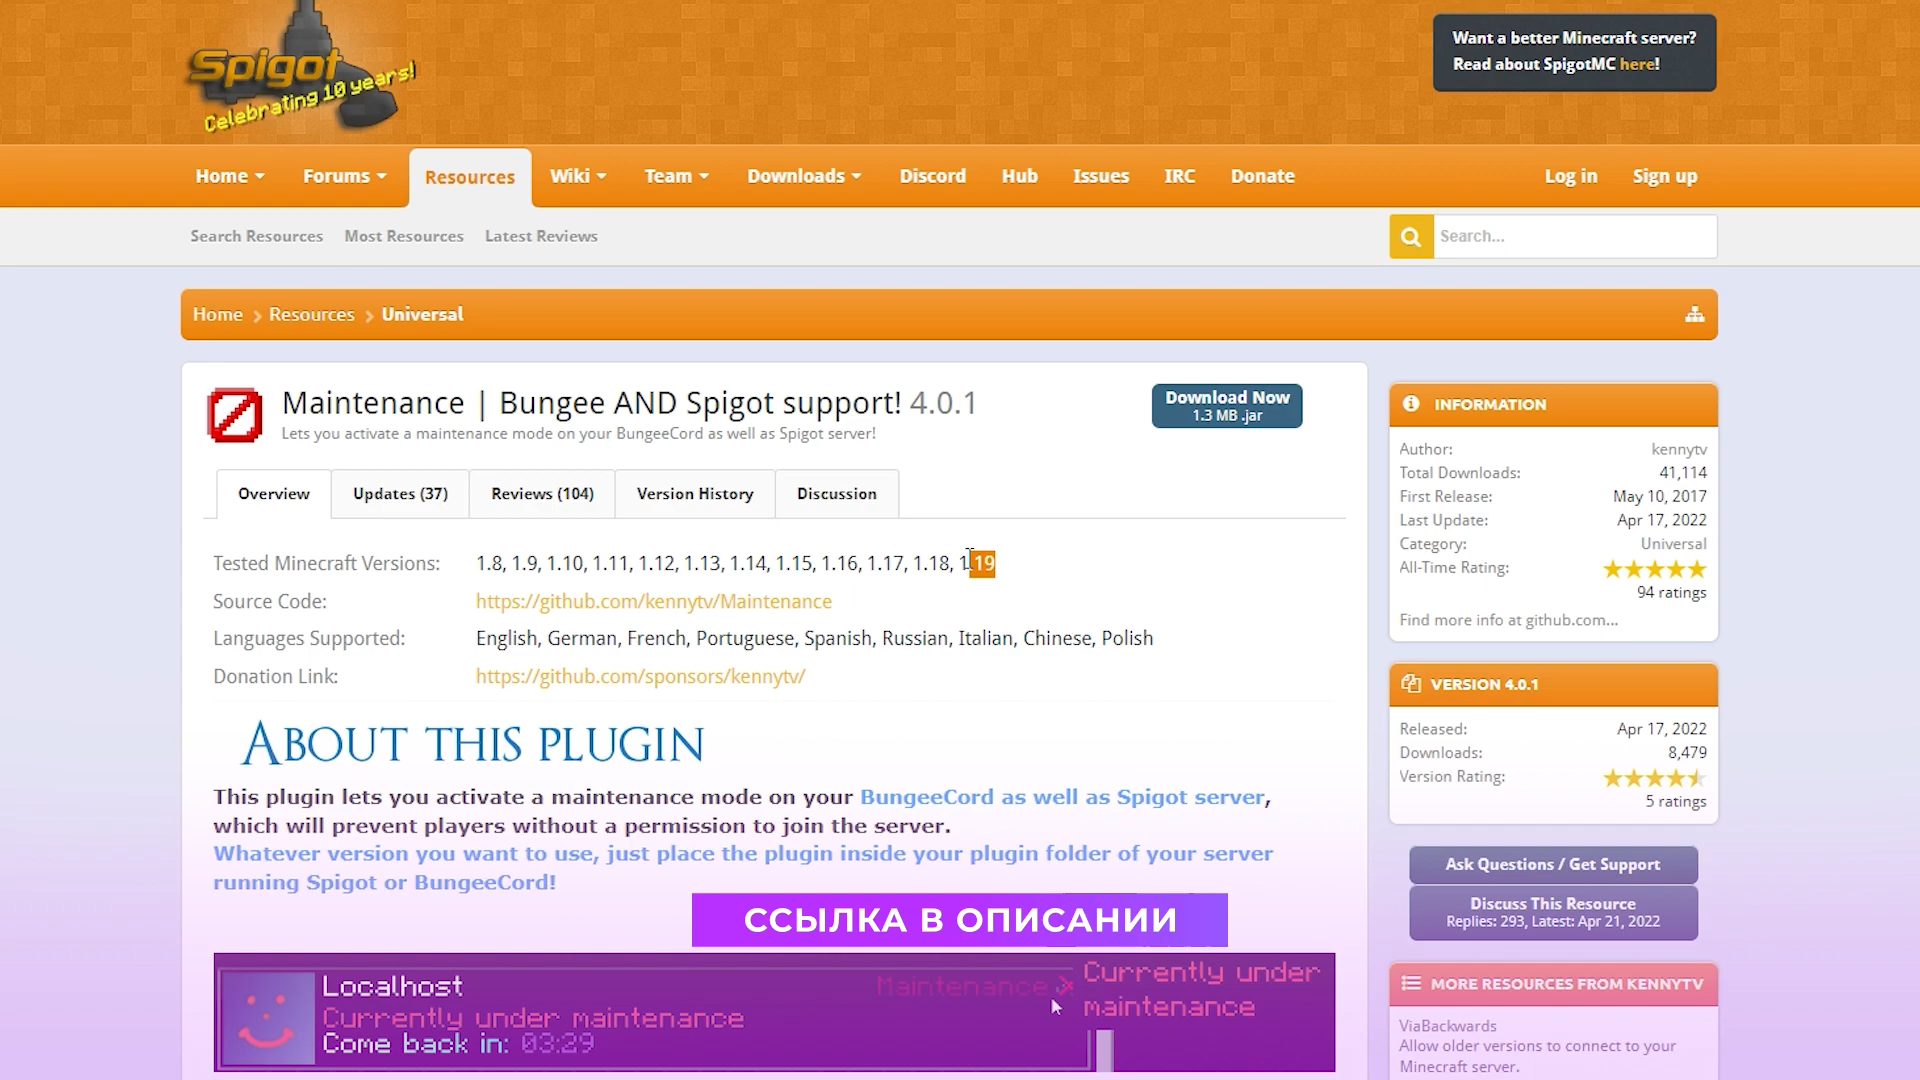 Spigot
Celebrating 10 years!
Want a better Minecraft server?
Read about SpigotMC here!
Home
Forums
Resources
Wiki
Team
Downloads
Discord
Hub
Issues
IRC
Donate
Log in
Sign up
Search Resources
Most Resources
Latest Reviews
Search...
Home
Resources
Universal
Maintenance | Bungee AND Spigot support! 4.0.1
Lets you activate a maintenance mode on your BungeeCord as well as Spigot server!
Download Now
1.3 MB .jar
Overview
Updates (37)
Reviews (104)
Version History
Discussion
Tested Minecraft Versions: 1.8, 1.9, 1.10, 1.11, 1.12, 1.13, 1.14, 1.15, 1.16, 1.17, 1.18, 1.19
Source Code: https://github.com/kennytv/Maintenance
Languages Supported: English, German, French, Portuguese, Spanish, Russian, Italian, Chinese, Polish
Donation Link: https://github.com/sponsors/kennytv/
ABOUT THIS PLUGIN
This plugin lets you activate a maintenance mode on your BungeeCord as well as Spigot server,
which will prevent players without a permission to join the server.
Whatever version you want to use, just place the plugin inside your plugin folder of your server
running Spigot or BungeeCord!
ССЫЛКА В ОПИСАНИИ
Localhost
Maintenance
Currently under maintenance
Come back in: 03:29
Currently under
maintenance
INFORMATION
Author: kennytv
Total Downloads: 41,114
First Release: May 10, 2017
Last Update: Apr 17, 2022
Category: Universal
All-Time Rating:
94 ratings
Find more info at github.com...
VERSION 4.0.1
Released: Apr 17, 2022
Downloads: 8,479
Version Rating:
5 ratings
Ask Questions / Get Support
Discuss This Resource
Replies: 293, Latest: Apr 21, 2022
MORE RESOURCES FROM KENNYTV
ViaBackwards
Allow older versions to connect to your
Minecraft server.